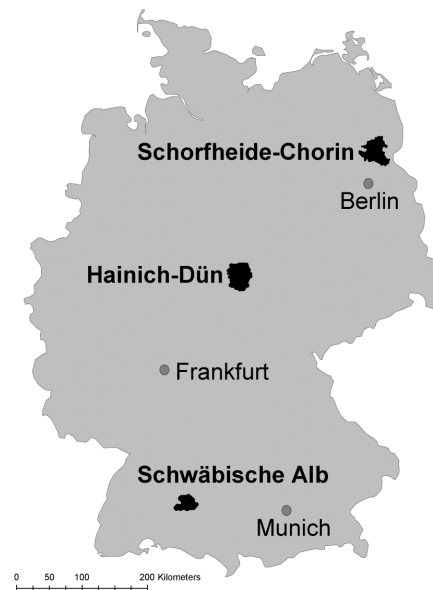 Schorfheide-Chorin
Berlin
Hainich-Dün
Frankfurt
Schwäbische Alb
Munich
0 50 100 200 Kilometers